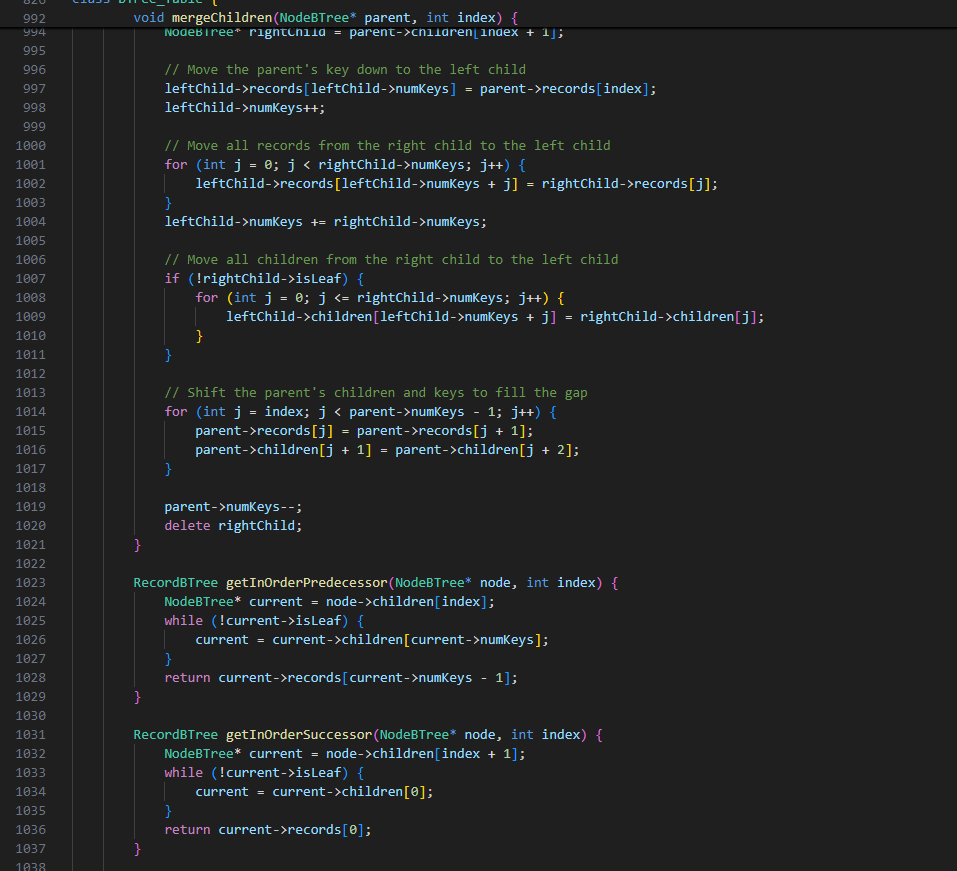 820 class BTree_Table {
992 void mergeChildren(NodeBTree* parent, int index) {
994 NodeBTree* rightChild = parent->children[index + 1];
995
996 // Move the parent's key down to the left child
997 leftChild->records[leftChild->numKeys] = parent->records[index];
998 leftChild->numKeys++;
999
1000 // Move all records from the right child to the left child
1001 for (int j = 0; j < rightChild->numKeys; j++) {
1002 leftChild->records[leftChild->numKeys + j] = rightChild->records[j];
1003 }
1004 leftChild->numKeys += rightChild->numKeys;
1005
1006 // Move all children from the right child to the left child
1007 if (!rightChild->isLeaf) {
1008 for (int j = 0; j <= rightChild->numKeys; j++) {
1009 leftChild->children[leftChild->numKeys + j] = rightChild->children[j];
1010 }
1011 }
1012
1013 // Shift the parent's children and keys to fill the gap
1014 for (int j = index; j < parent->numKeys - 1; j++) {
1015 parent->records[j] = parent->records[j + 1];
1016 parent->children[j + 1] = parent->children[j + 2];
1017 }
1018
1019 parent->numKeys--;
1020 delete rightChild;
1021 }
1022
1023 RecordBTree getInOrderPredecessor(NodeBTree* node, int index) {
1024 NodeBTree* current = node->children[index];
1025 while (!current->isLeaf) {
1026 current = current->children[current->numKeys];
1027 }
1028 return current->records[current->numKeys - 1];
1029 }
1030
1031 RecordBTree getInOrderSuccessor(NodeBTree* node, int index) {
1032 NodeBTree* current = node->children[index + 1];
1033 while (!current->isLeaf) {
1034 current = current->children[0];
1035 }
1036 return current->records[0];
1037 }
1038